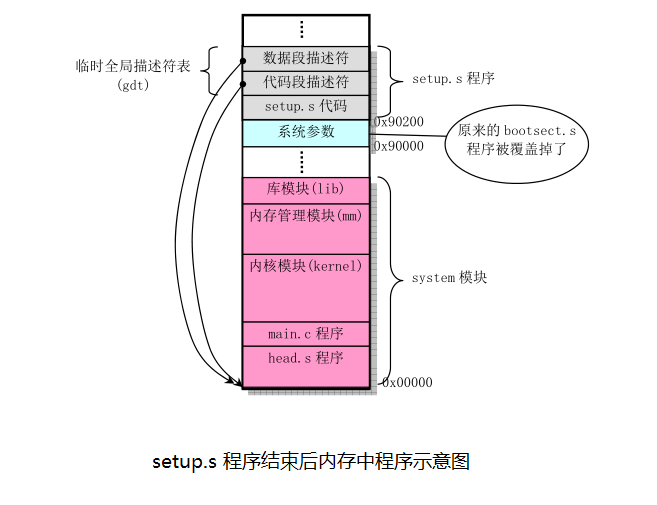 临时全局描述符表
(gdt)
数据段描述符
代码段描述符
setup.s 代码
系统参数
setup.s 程序
0x90200
0x90000
原来的 bootsect.s
程序被覆盖掉了
库模块(lib)
内存管理模块(mm)
内核模块(kernel)
main.c 程序
head.s 程序
system 模块
0x00000
setup.s 程序结束后内存中程序示意图